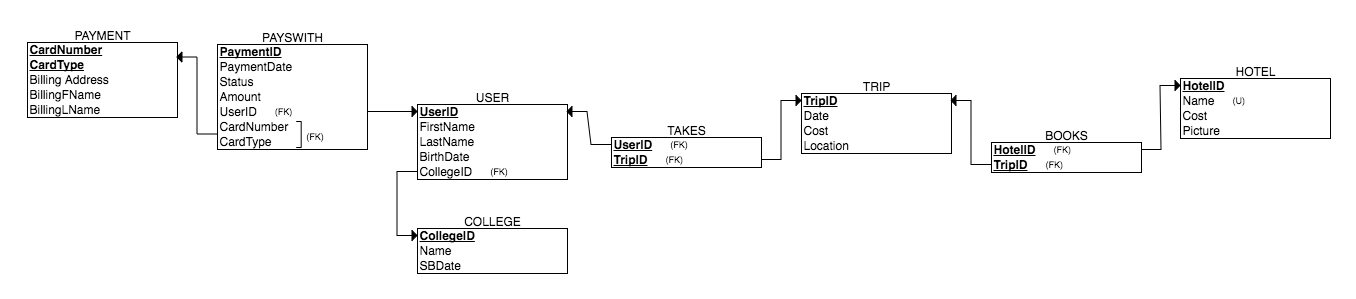 PAYMENT
CardNumber
CardType
Billing Address
BillingFName
BillingLName
PAYSWITH
PaymentID
PaymentDate
Status
Amount
UserID (FK)
CardNumber
CardType
(FK)
USER
UserID
FirstName
LastName
BirthDate
CollegeID (FK)
COLLEGE
CollegeID
Name
SBDate
TAKES
UserID (FK)
TripID (FK)
TRIP
TripID
Date
Cost
Location
BOOKS
HotelID (FK)
TripID (FK)
HOTEL
HotelID
Name (U)
Cost
Picture